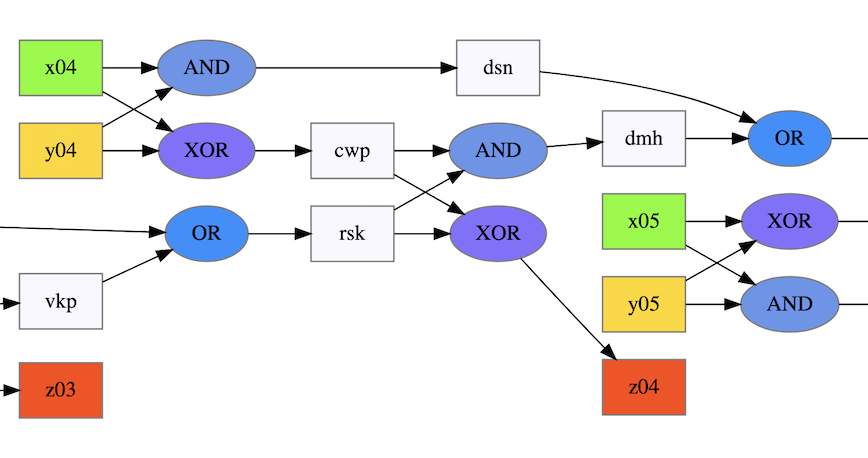 x04
AND
dsn
y04
XOR
cwp
AND
dmh
OR
OR
rsk
XOR
x05
XOR
vkp
y05
AND
z03
z04